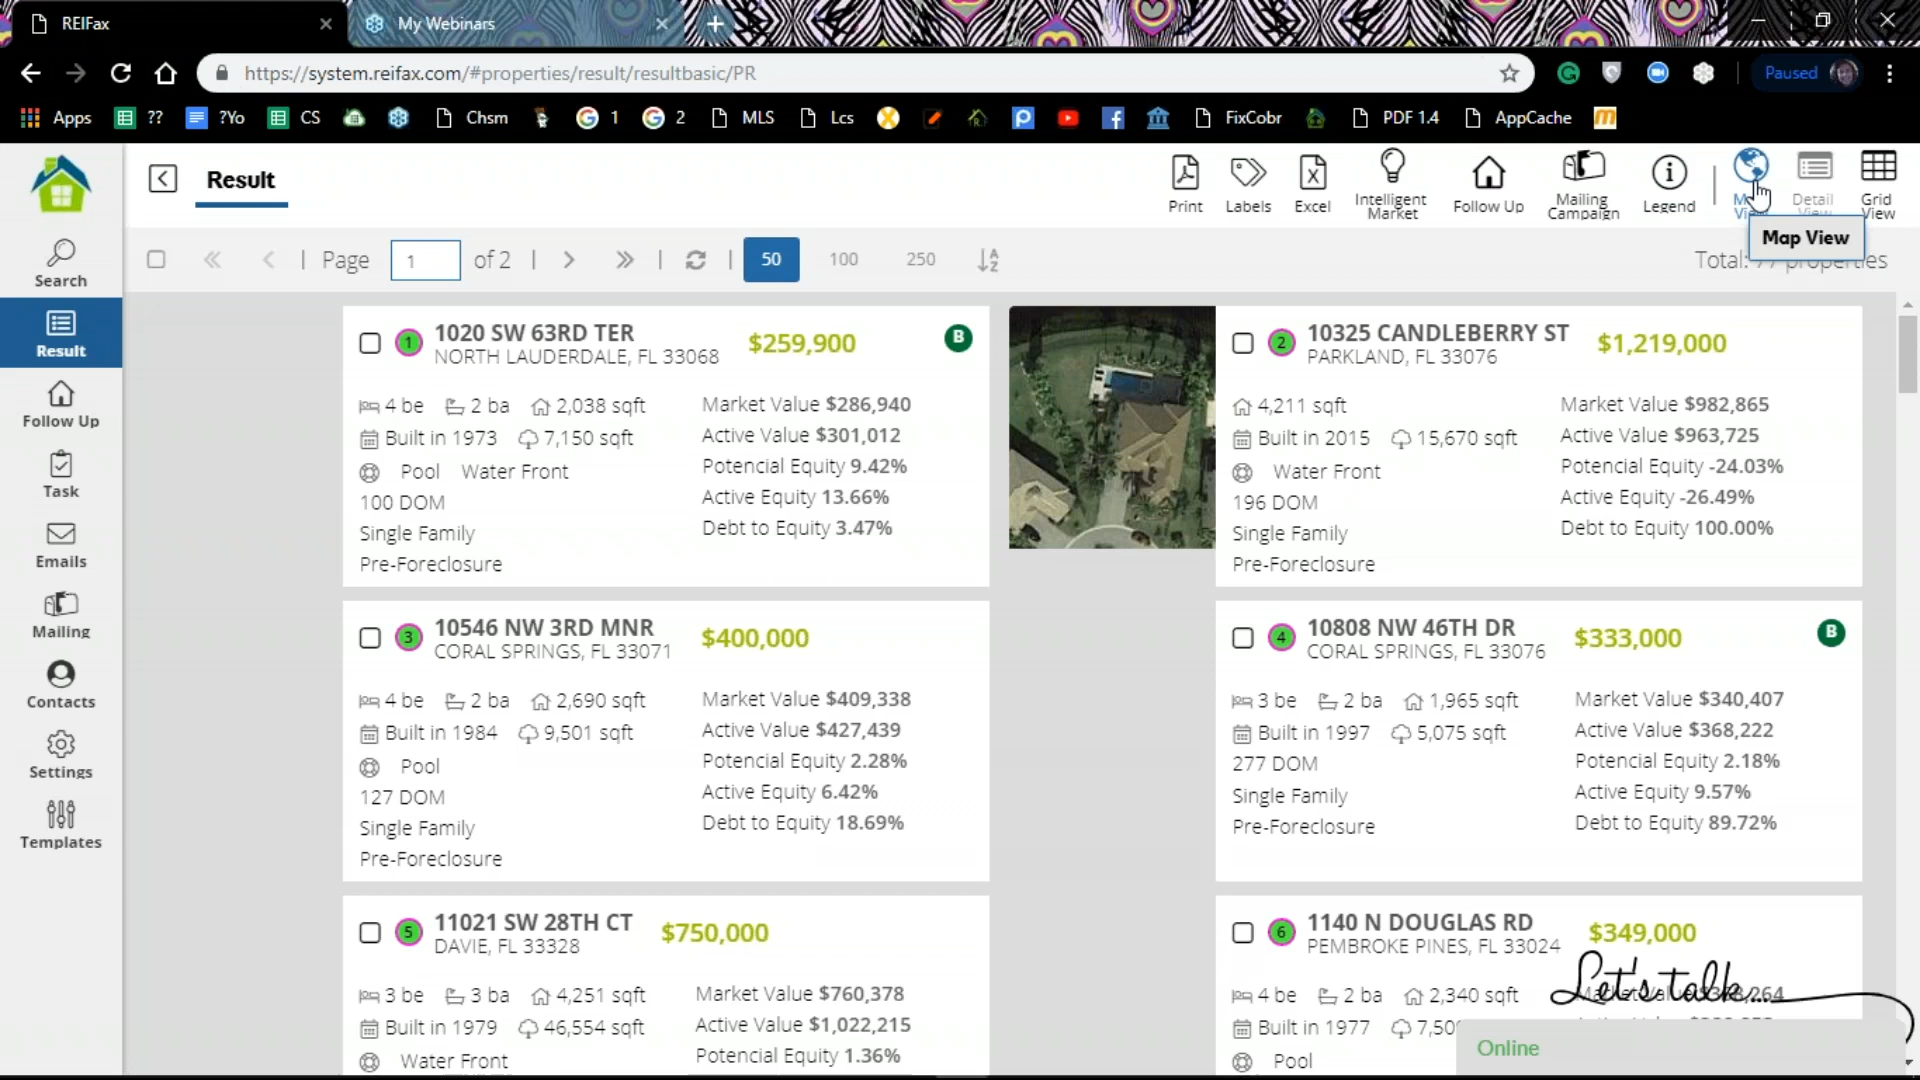 REIFax
My Webinars
https://system.reifax.com/#properties/result/resultbasic/PR
Paused
Apps
??
?Yo
CS
Chsm
1
2
MLS
Lcs
FixCobr
PDF 1.4
AppCache
Result
Print
Labels
Excel
Intelligent Market
Follow Up
Mailing Campaign
Legend
Detail View
Grid View
Map View
Page 1 of 2
50
100
250
Total: 77 properties
Search
Result
Follow Up
Task
Emails
Mailing
Contacts
Settings
Templates
1
1020 SW 63RD TER
NORTH LAUDERDALE, FL 33068
$259,900
B
4 be 2 ba 2,038 sqft
Built in 1973 7,150 sqft
Pool Water Front
100 DOM
Single Family
Pre-Foreclosure
Market Value $286,940
Active Value $301,012
Potencial Equity 9.42%
Active Equity 13.66%
Debt to Equity 3.47%
2
10325 CANDLEBERRY ST
PARKLAND, FL 33076
$1,219,000
4,211 sqft
Built in 2015 15,670 sqft
Water Front
196 DOM
Single Family
Pre-Foreclosure
Market Value $982,865
Active Value $963,725
Potencial Equity -24.03%
Active Equity -26.49%
Debt to Equity 100.00%
3
10546 NW 3RD MNR
CORAL SPRINGS, FL 33071
$400,000
4 be 2 ba 2,690 sqft
Built in 1984 9,501 sqft
Pool
127 DOM
Single Family
Pre-Foreclosure
Market Value $409,338
Active Value $427,439
Potencial Equity 2.28%
Active Equity 6.42%
Debt to Equity 18.69%
4
10808 NW 46TH DR
CORAL SPRINGS, FL 33076
$333,000
B
3 be 2 ba 1,965 sqft
Built in 1997 5,075 sqft
277 DOM
Single Family
Pre-Foreclosure
Market Value $340,407
Active Value $368,222
Potencial Equity 2.18%
Active Equity 9.57%
Debt to Equity 89.72%
5
11021 SW 28TH CT
DAVIE, FL 33328
$750,000
3 be 3 ba 4,251 sqft
Built in 1979 46,554 sqft
Water Front
Market Value $760,378
Active Value $1,022,215
Potencial Equity 1.36%
6
1140 N DOUGLAS RD
PEMBROKE PINES, FL 33024
$349,000
4 be 2 ba 2,340 sqft
Built in 1977
Pool
Let's talk...
Online